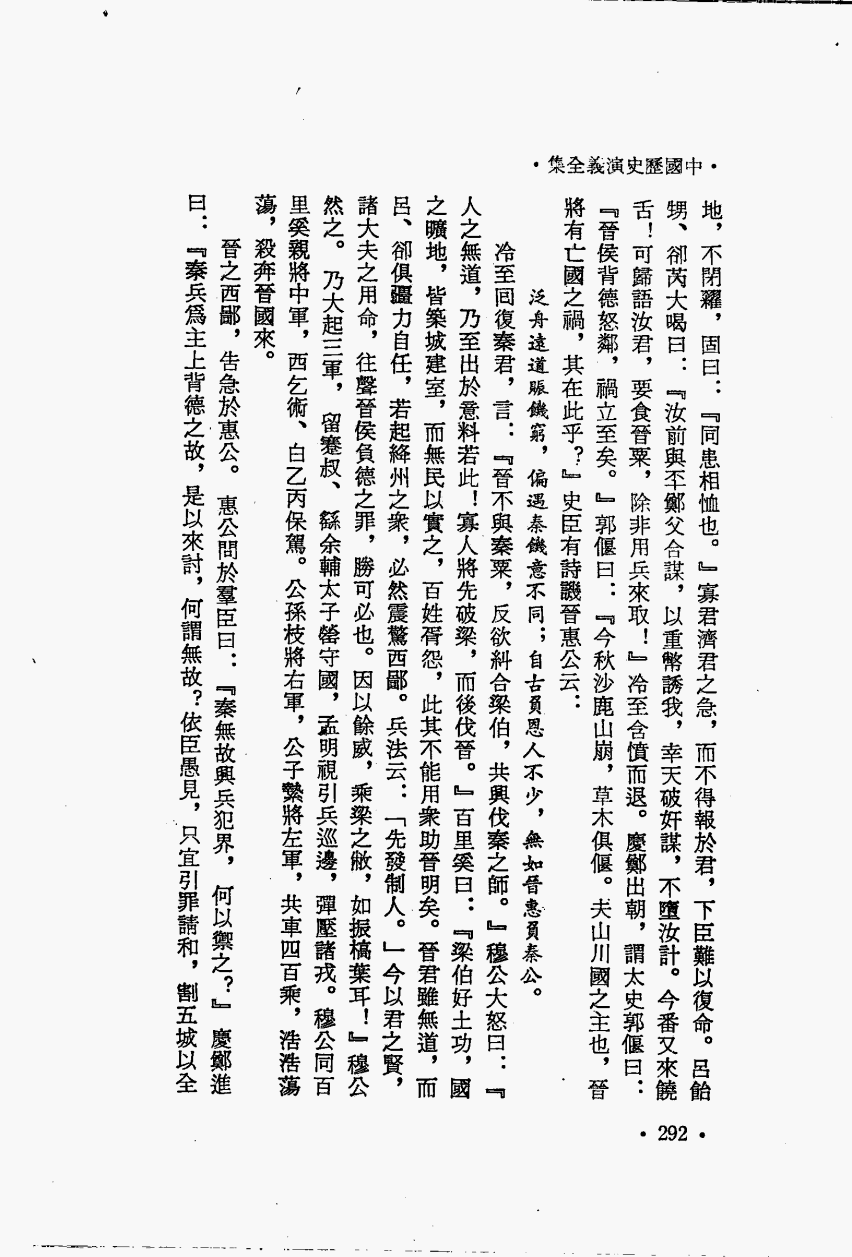 ·中國歷史演義全集·
地，不閉糶，固曰：『同患相恤也。』寡君濟君之急，而不得報於君，下臣難以復命。呂飴
甥、郤芮大喝曰：『汝前與丕鄭父合謀，以重幣誘我，幸天破奸謀，不墮汝計。今番又來饒
舌！可歸語汝君，要食晉粟，除非用兵來取！』冷至含憤而退。慶鄭出朝，謂太史郭偃曰：
『晉侯背德怒鄰，禍立至矣。』郭偃曰：『今秋沙鹿山崩，草木俱偃。夫山川國之主也，晉
將有亡國之禍，其在此乎？』史臣有詩譏晉惠公云：
泛舟遠道賑饑窮，偏遇秦饑意不同；自古負恩人不少，無如晉惠負秦公。
冷至回復秦君，言：『晉不與秦粟，反欲糾合梁伯，共興伐秦之師。』穆公大怒曰：『
人之無道，乃至出於意料若此！寡人將先破梁，而後伐晉。』百里奚曰：『梁伯好土功，國
之曠地，皆築城建室，而無民以實之，百姓胥怨，此其不能用衆助晉明矣。晉君雖無道，而
呂、郤俱彊力自任，若起絳州之衆，必然震驚西鄙。兵法云：「先發制人。」今以君之賢，
諸大夫之用命，往聲晉侯負德之罪，勝可必也。因以餘威，乘梁之敝，如振槁葉耳！』穆公
然之。乃大起三軍，留蹇叔、繇余輔太子罃守國，孟明視引兵巡邊，彈壓諸戎。穆公同百
里奚親將中軍，西乞術、白乙丙保駕。公孫枝將右軍，公子縶將左軍，共車四百乘，浩浩蕩
蕩，殺奔晉國來。
晉之西鄙，告急於惠公。惠公問於羣臣曰：『秦無故興兵犯界，何以禦之？』慶鄭進
曰：『秦兵爲主上背德之故，是以來討，何謂無故？依臣愚見，只宜引罪請和，割五城以全
·292·